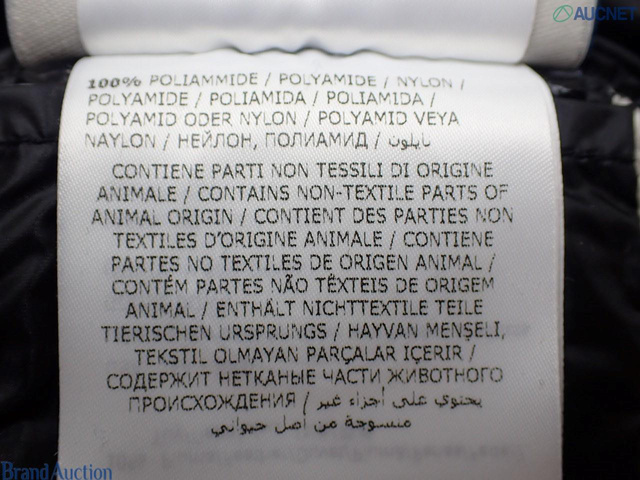 AUCNET
100% POLIAMMIDE / POLYAMIDE / NYLON /
POLYAMIDE / POLIAMIDA / POLIAMIDA /
POLYAMID ODER NYLON / POLYAMID VEYA
NAYLON / НЕЙЛОН, ПОЛИАМИД / نايلون
CONTIENE PARTI NON TESSILI DI ORIGINE
ANIMALE / CONTAINS NON-TEXTILE PARTS OF
ANIMAL ORIGIN / CONTIENT DES PARTIES NON
TEXTILES D'ORIGINE ANIMALE / CONTIENE
PARTES NO TEXTILES DE ORIGEN ANIMAL /
CONTÉM PARTES NÃO TÊXTEIS DE ORIGEM
ANIMAL / ENTHÄLT NICHTTEXTILE TEILE
TIERISCHEN URSPRUNGS / HAYVAN MENŞELİ,
TEKSTIL OLMAYAN PARÇALAR IÇERIR /
СОДЕРЖИТ НЕТКАНЫЕ ЧАСТИ ЖИВОТНОГО
ПРОИСХОЖДЕНИЯ / يحتوي على أجزاء غير
منسوجة من أصل حيواني
Brand Auction